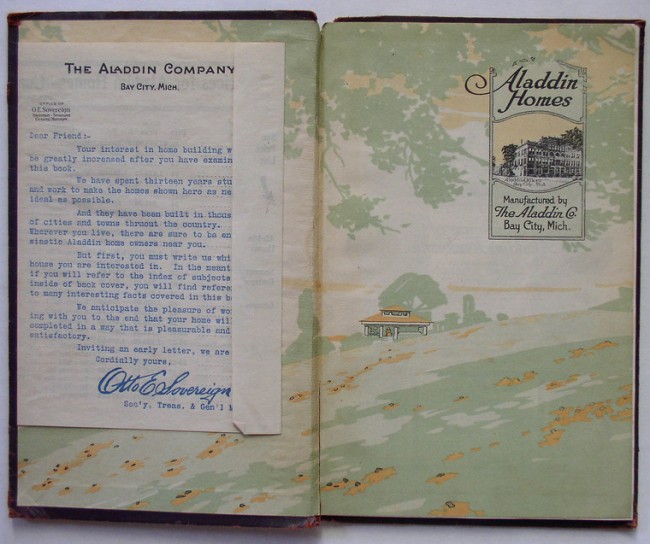 THE ALADDIN COMPANY
BAY CITY, MICH.
OFFICE OF
O.E. SOVEREIGN
Dear Friend:-
Your interest in home building w
be greatly increased after you have examin
this book.
We have spent thirteen years stu
and work to make the homes shown here as ne
ideal as possible.
And they have been built in thous
of cities and towns thruout the country.
Wherever you live, there are sure to be en
siastic Aladdin home owners near you.
But first, you must write us whi
house you are interested in. In the meant
if you will refer to the index of subjects
inside of back cover, you will find refere
to many interesting facts covered in this b
We anticipate the pleasure of wo
ing with you to the end that your home wil
completed in a way that is pleasurable and
satisfactory.
Inviting an early letter, we are
Cordially yours,
Otto E. Sovereign
Sec'y. Treas. & Gen'l
Aladdin
Homes
Manufactured by
The Aladdin Co.
Bay City, Mich.